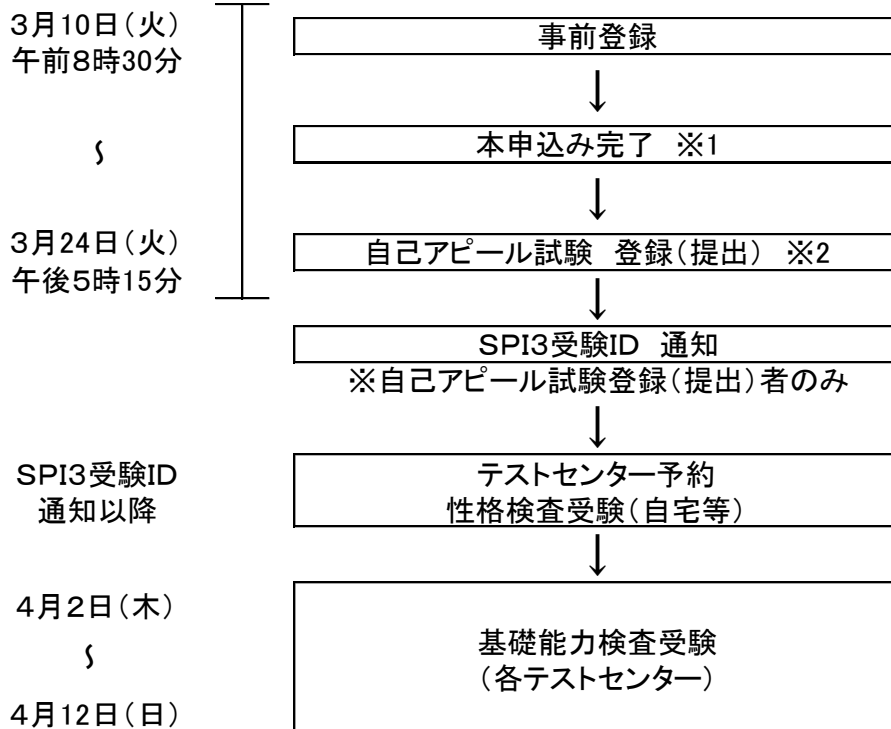 3月10日(火)
午前8時30分
事前登録
↓
本申込み完了 ※1
~
↓
3月24日(火)
午後5時15分
自己アピール試験 登録(提出) ※2
↓
SPI3受験ID 通知
※自己アピール試験登録(提出)者のみ
↓
SPI3受験ID
通知以降
テストセンター予約
性格検査受験(自宅等)
↓
4月2日(木)
~
4月12日(日)
基礎能力検査受験
(各テストセンター)